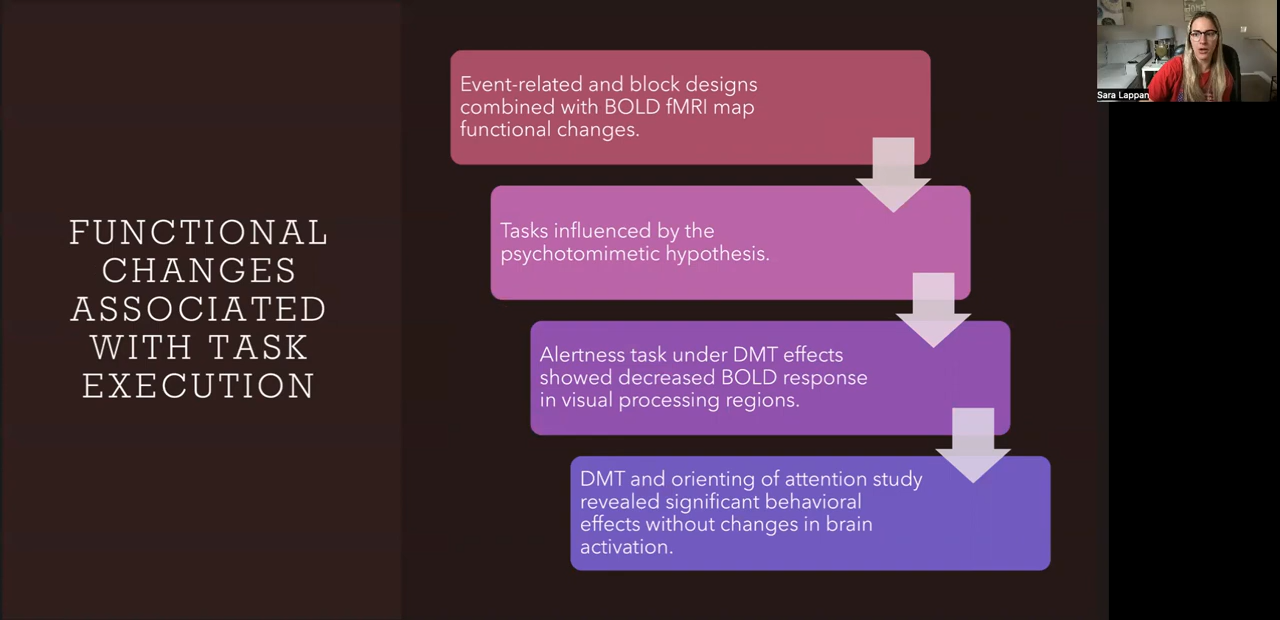 FUNCTIONAL
CHANGES
ASSOCIATED
WITH TASK
EXECUTION
Event-related and block designs
combined with BOLD fMRI map
functional changes.
Tasks influenced by the
psychotomimetic hypothesis.
Alertness task under DMT effects
showed decreased BOLD response
in visual processing regions.
DMT and orienting of attention study
revealed significant behavioral
effects without changes in brain
activation.
Sara Lappan